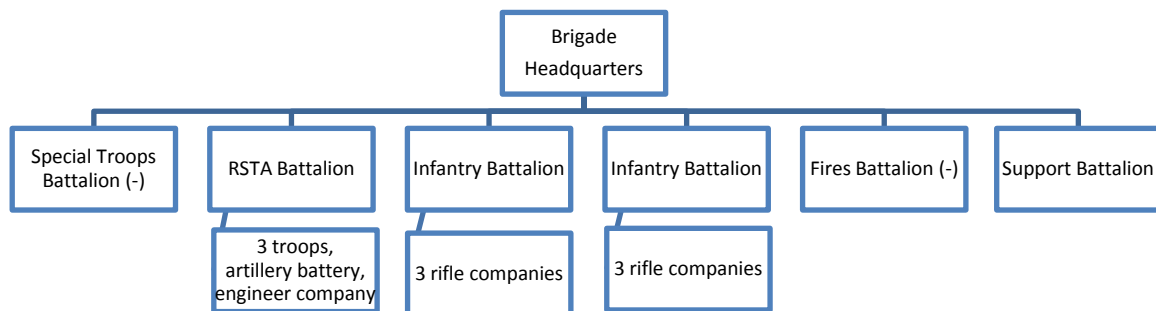 Brigade
Headquarters
Special Troops
Battalion (-)
RSTA Battalion
Infantry Battalion
Infantry Battalion
Fires Battalion (-)
Support Battalion
3 troops,
artillery battery,
engineer company
3 rifle companies
3 rifle companies